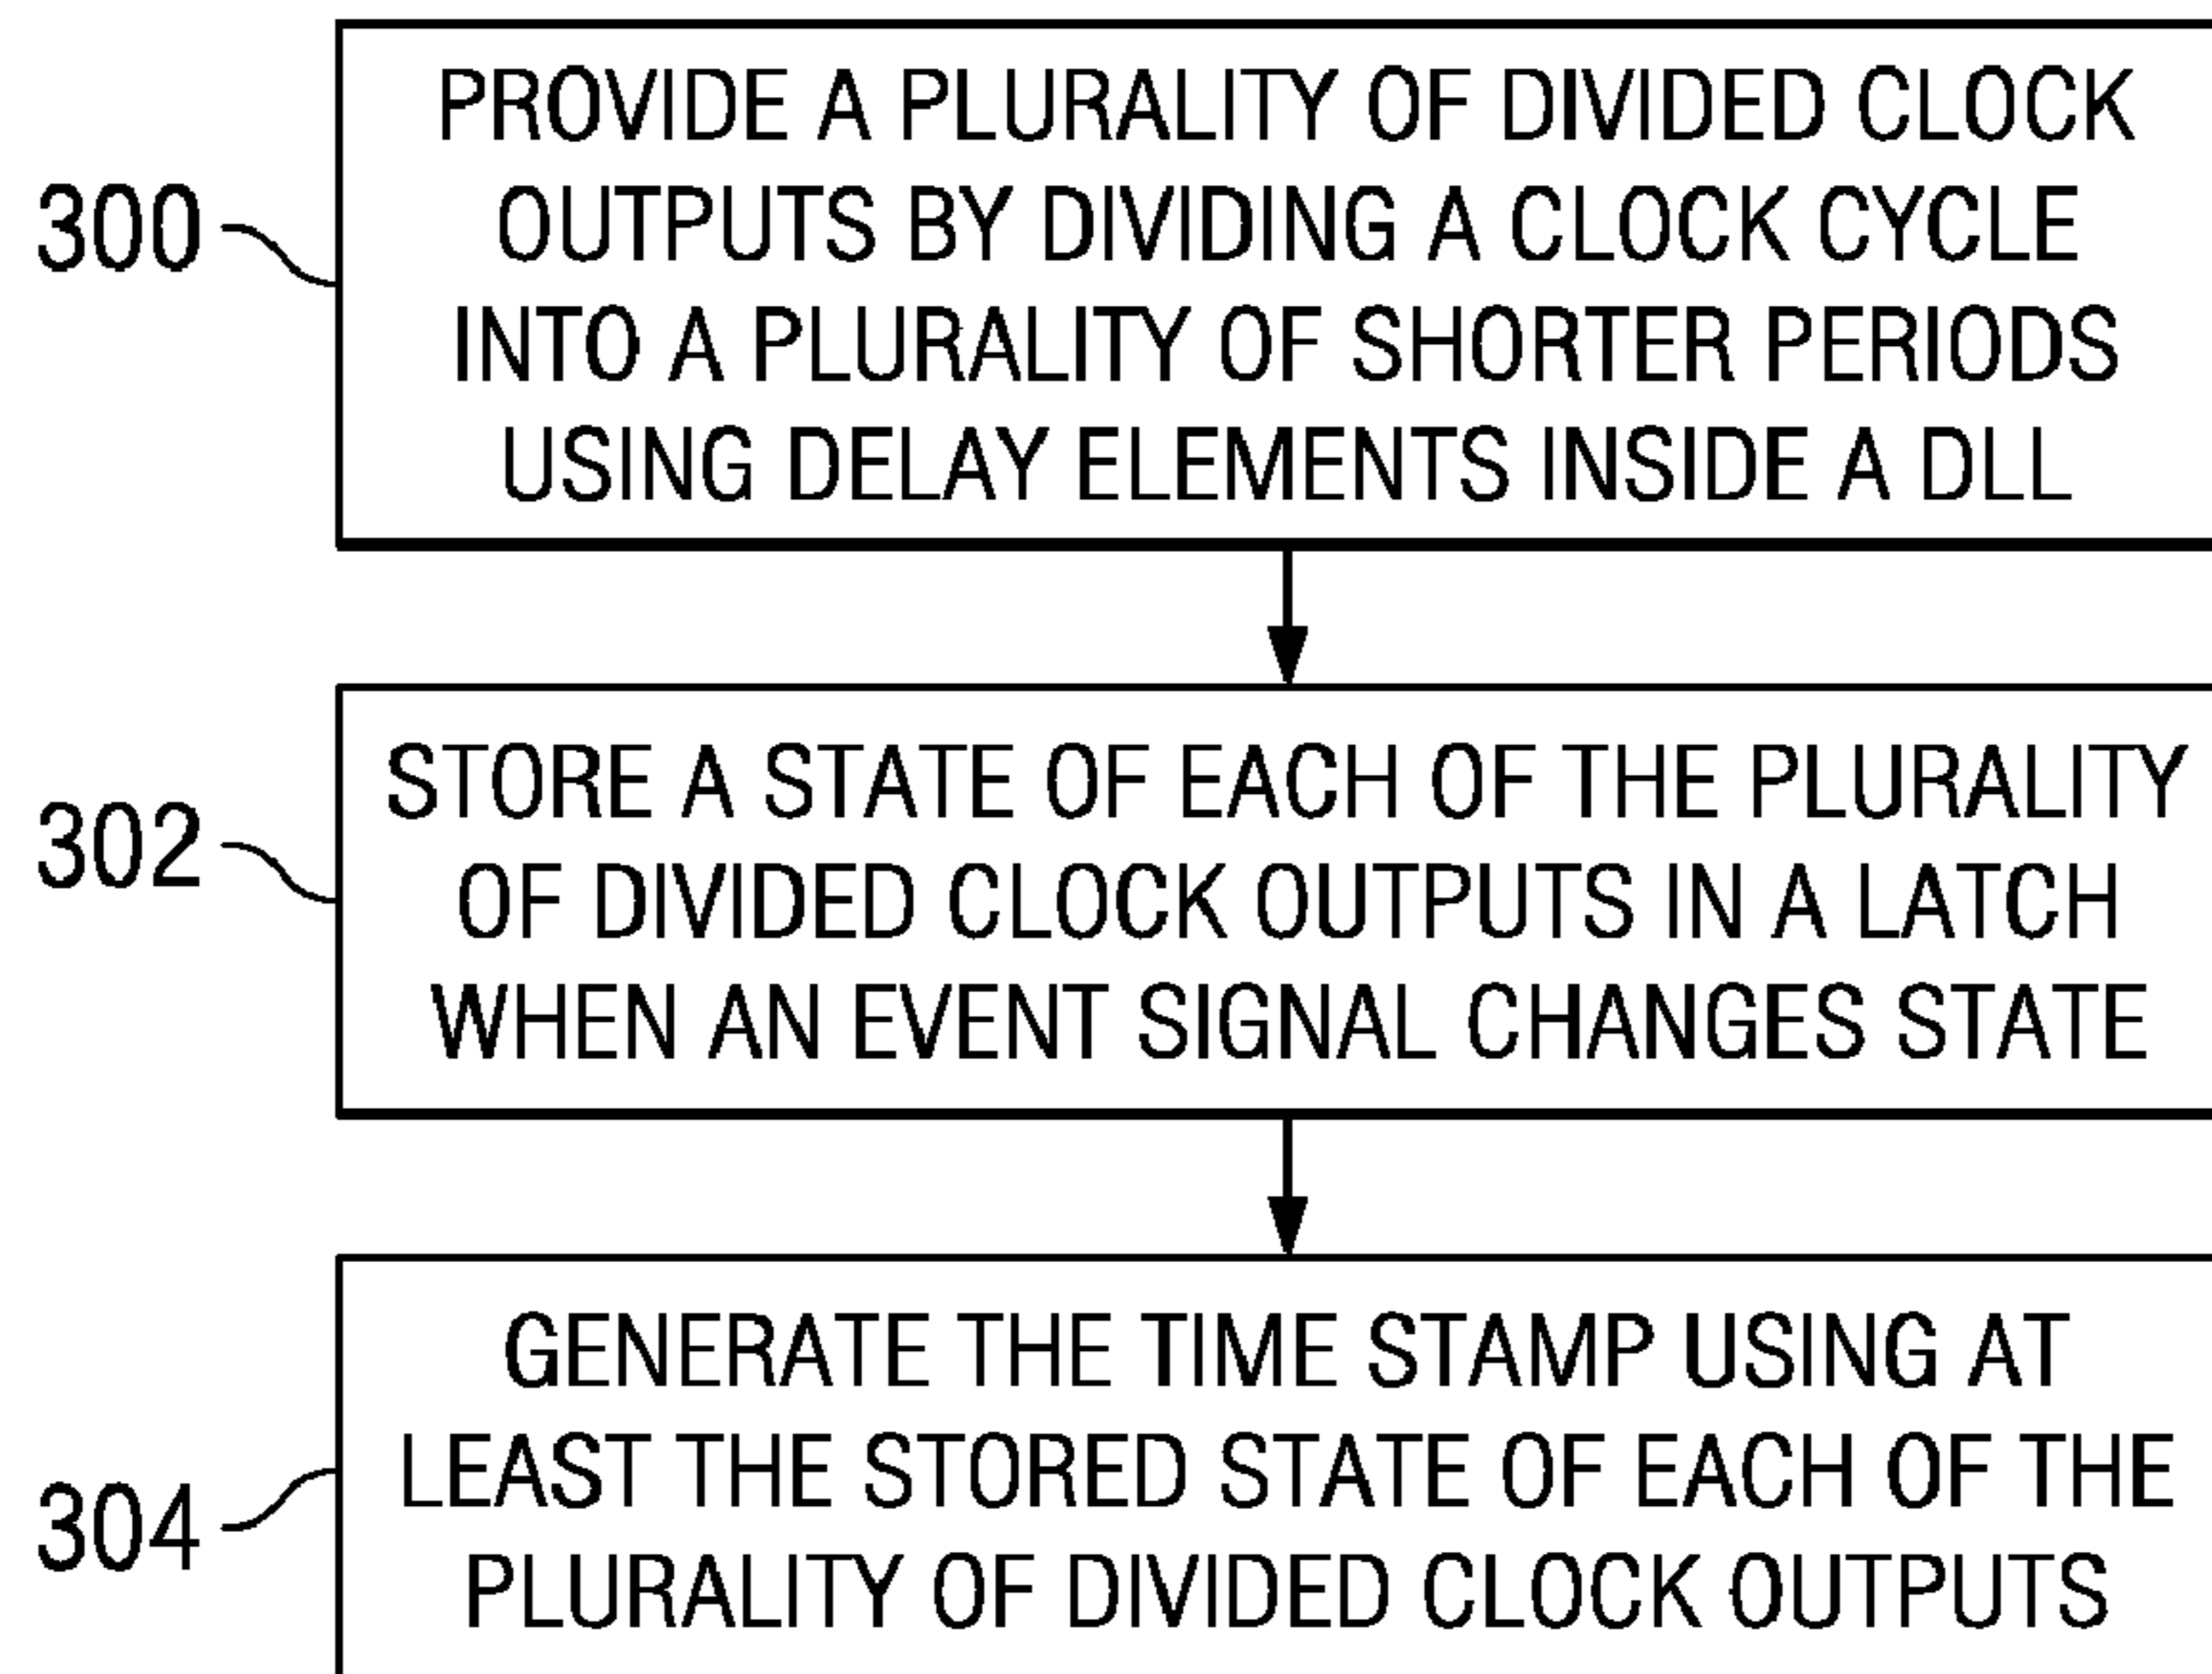 PROVIDE A PLURALITY OF DIVIDED CLOCK
OUTPUTS BY DIVIDING A CLOCK CYCLE
300
INTO A PLURALITY OF SHORTER PERIODS
USING DELAY ELEMENTS INSIDE A DLL
STORE A STATE OF EACH OF THE PLURALITY
302
OF DIVIDED CLOCK OUTPUTS IN A LATCH
WHEN AN EVENT SIGNAL CHANGES STATE
GENERATE THE TIME STAMP USING AT
LEAST THE STORED STATE OF EACH OF THE
304
PLURALITY OF DIVIDED CLOCK OUTPUTS